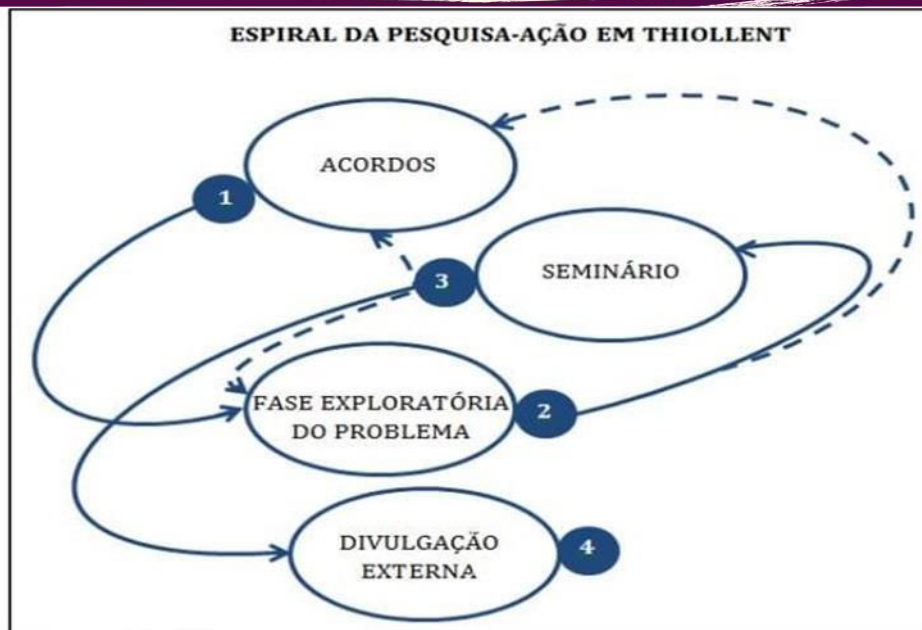 ESPIRAL DA PESQUISA-AÇÃO EM THIOLLENT
ACORDOS
1
SEMINÁRIO
3
FASE EXPLORATÓRIA
DO PROBLEMA
2
DIVULGAÇÃO
EXTERNA
4